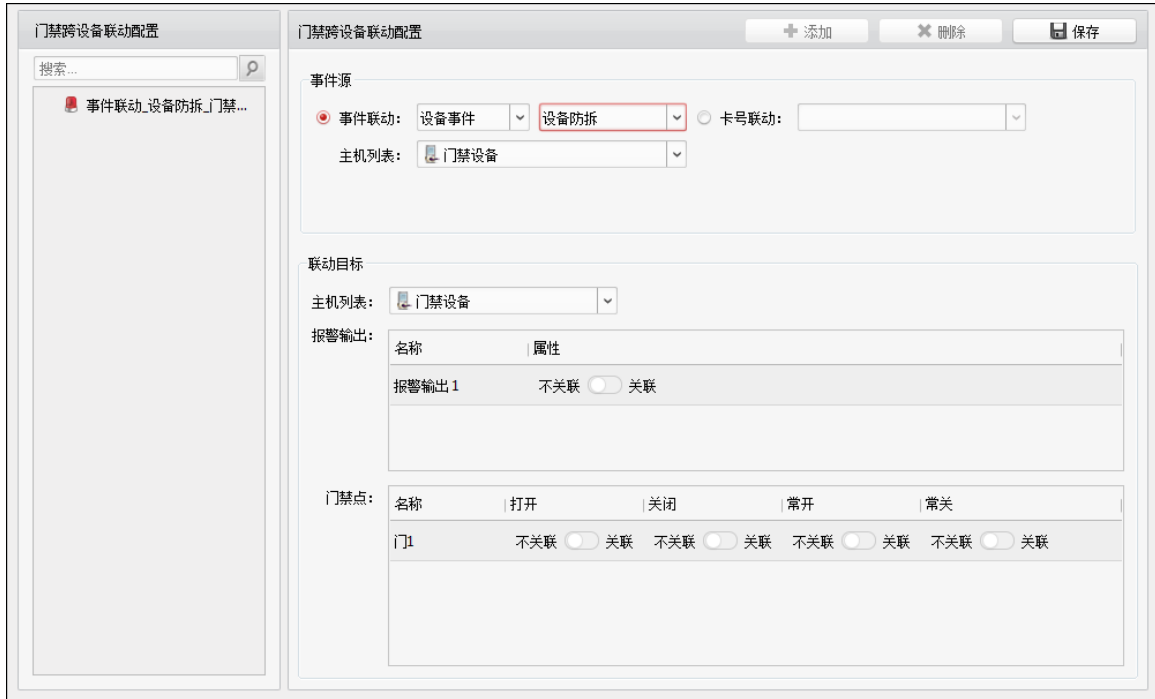 门禁跨设备联动配置
搜索...
事件联动_设备防拆_门禁...
门禁跨设备联动配置
添加 删除 保存
事件源
事件联动： 设备事件 设备防拆 卡号联动：
主机列表： 门禁设备
联动目标
主机列表： 门禁设备
报警输出：
名称 属性
报警输出1 不关联 关联
门禁点：
名称 打开 关闭 常开 常关
门1 不关联 关联 不关联 关联 不关联 关联 不关联 关联